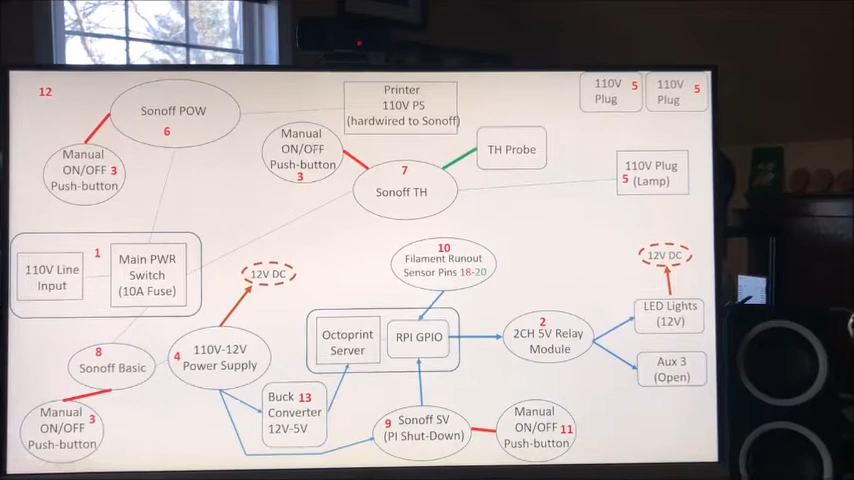 12
Sonoff POW
6
Printer
110V PS
(hardwired to Sonoff)
110V
Plug
5
110V
Plug
5
Manual
ON/OFF 3
Push-button
Manual
ON/OFF
Push-button
3
7
Sonoff TH
TH Probe
110V Plug
5 (Lamp)
1
110V Line
Input
Main PWR
Switch
(10A Fuse)
12V DC
10
Filament Runout
Sensor Pins 18-20
12V DC
8
Sonoff Basic
4 110V-12V
Power Supply
Octoprint
Server
RPI GPIO
2
2CH 5V Relay
Module
LED Lights
(12V)
Aux 3
(Open)
Manual
ON/OFF 3
Push-button
Buck 13
Converter
12V-5V
9 Sonoff SV
(PI Shut-Down)
Manual
ON/OFF 11
Push-button